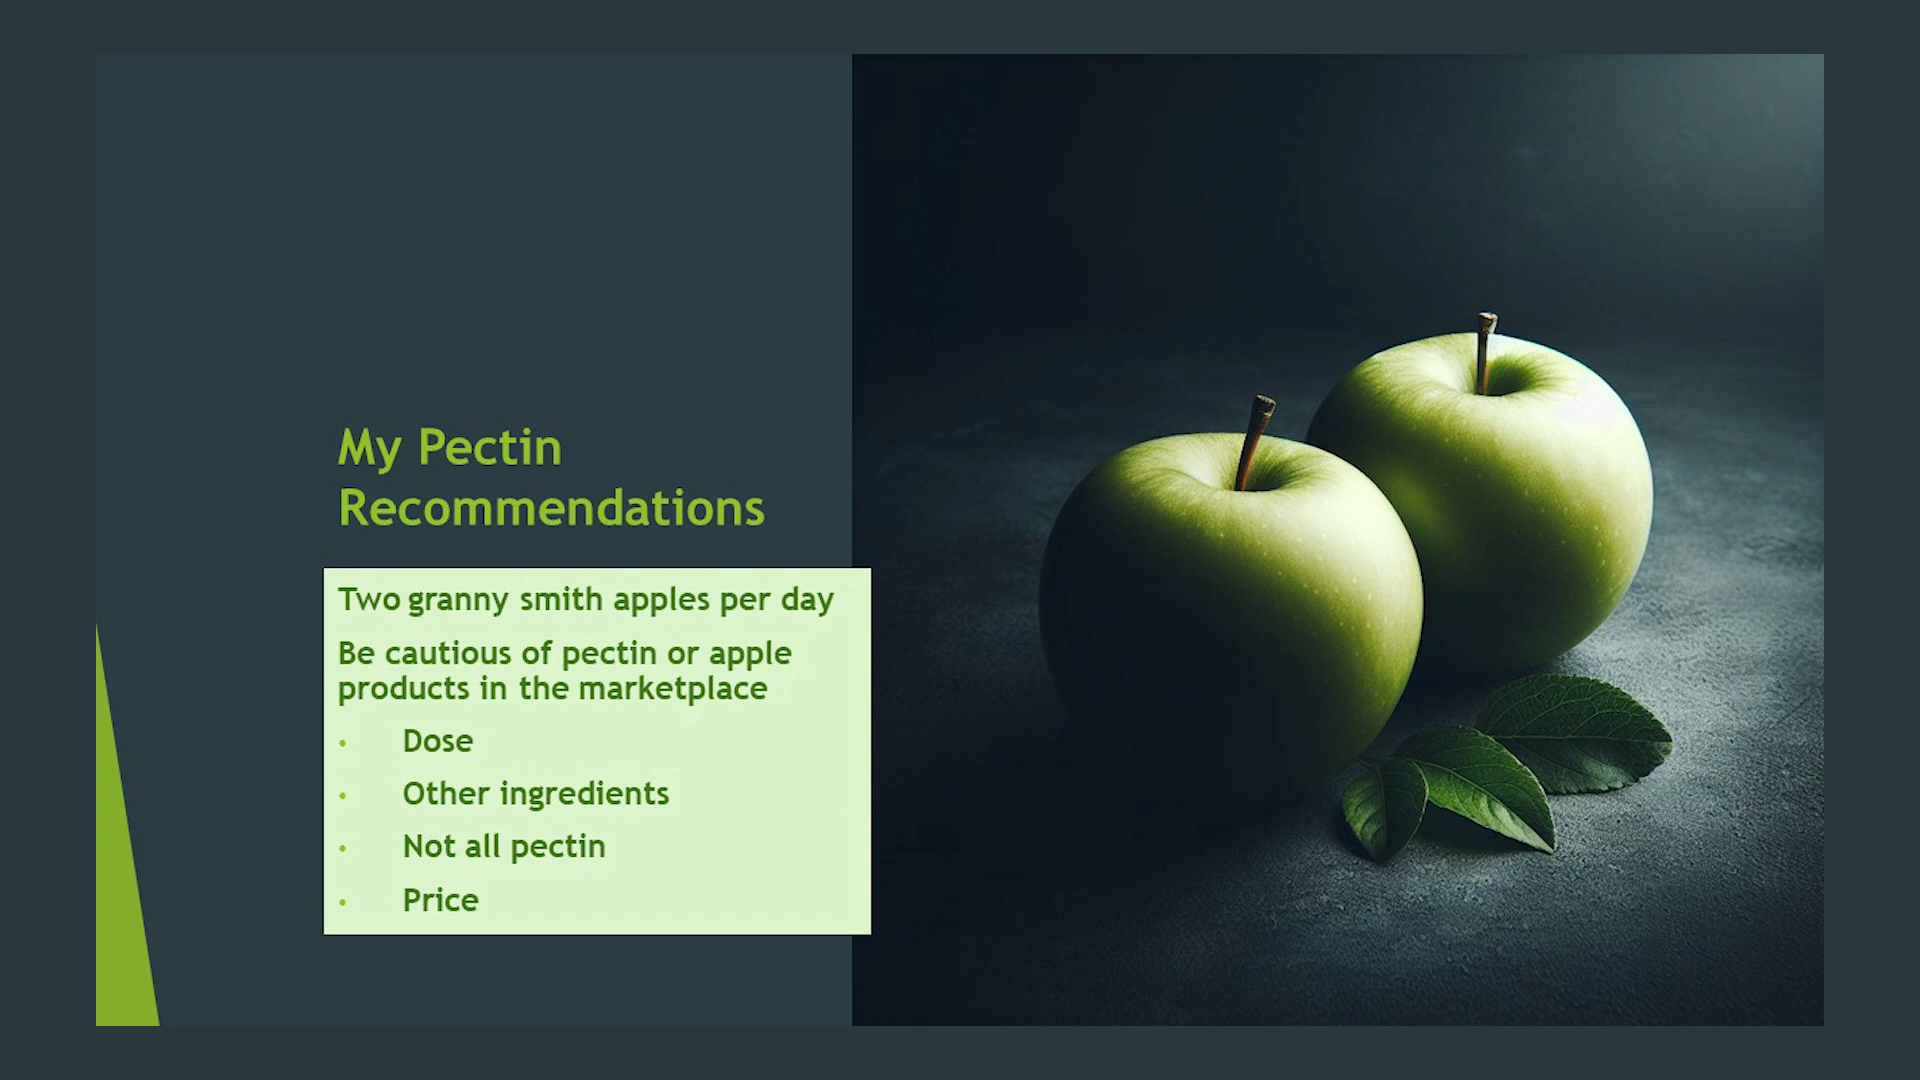 My Pectin
Recommendations
Two granny smith apples per day
Be cautious of pectin or apple
products in the marketplace
• Dose
• Other ingredients
• Not all pectin
• Price